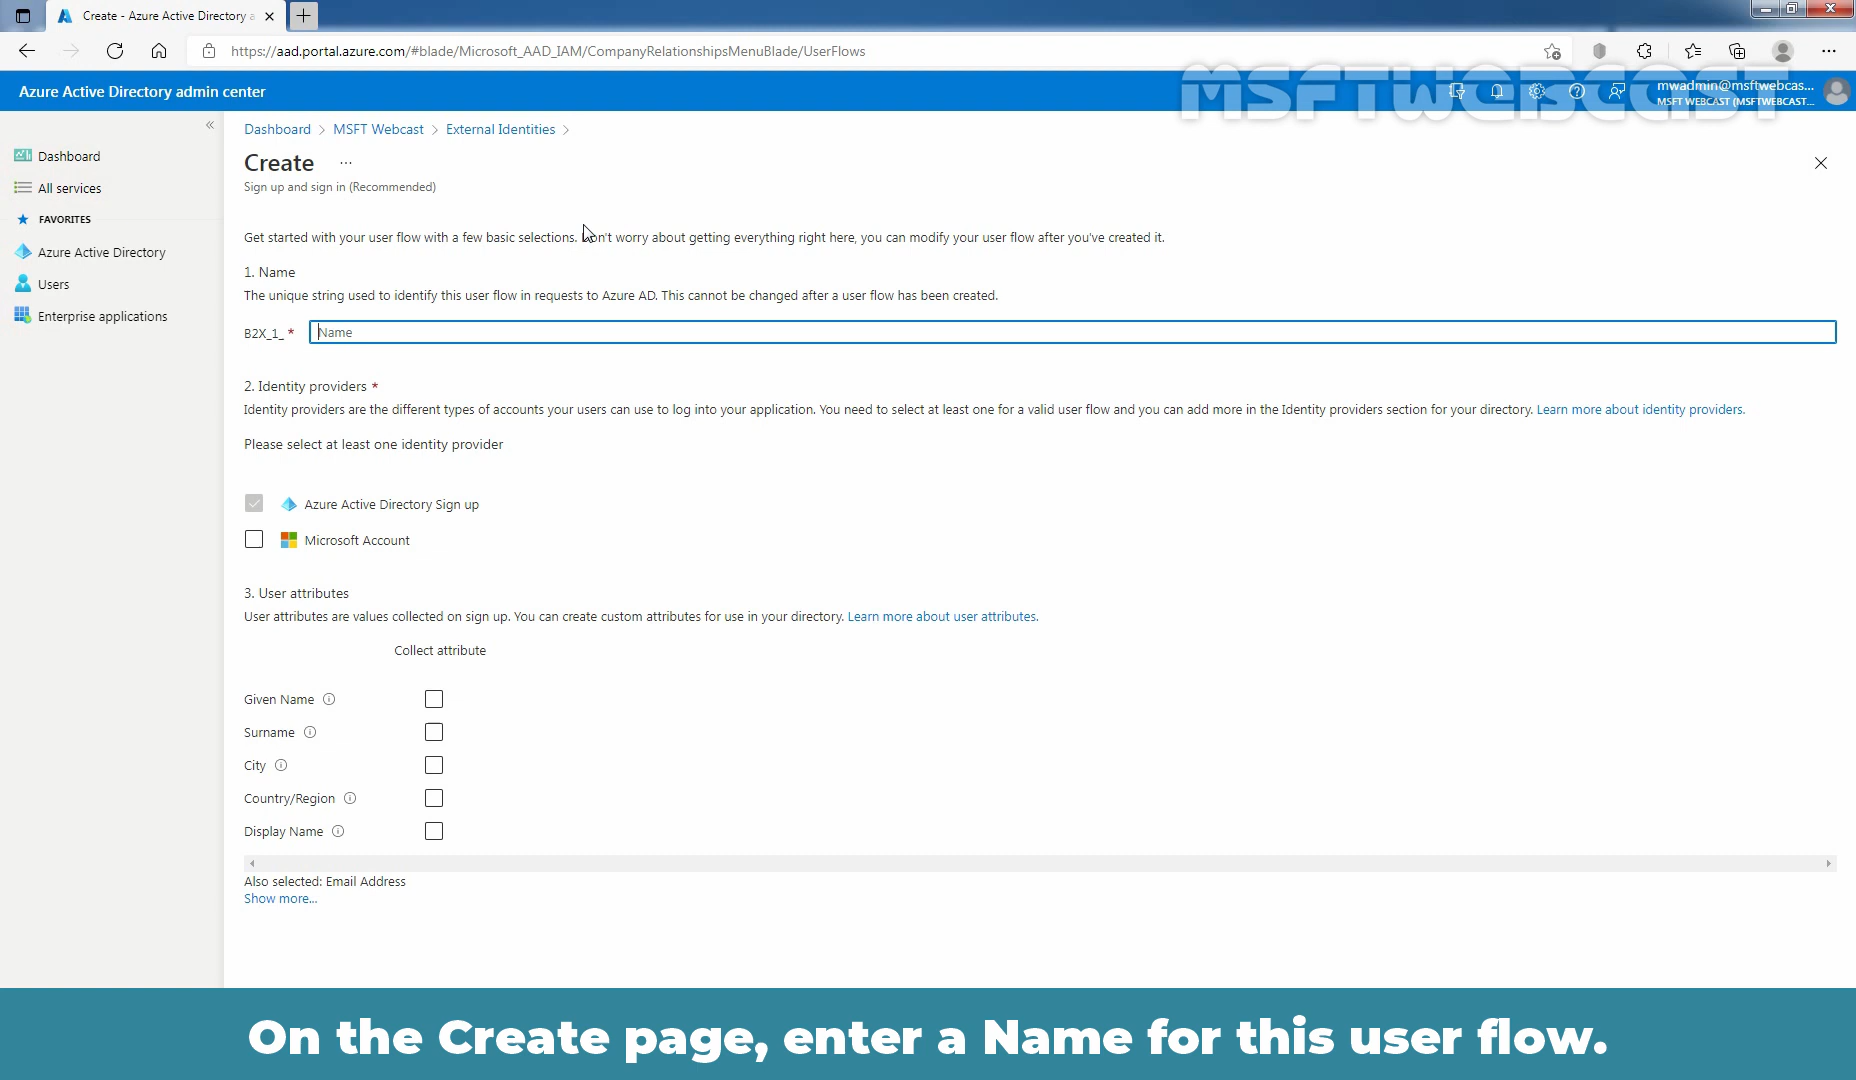 Create - Azure Active Directory a
https://aad.portal.azure.com/#blade/Microsoft_AAD_IAM/CompanyRelationshipsMenuBlade/UserFlows
MSFTWEBCAST
Azure Active Directory admin center
mwadmin@msftwebcas...
MSFT WEBCAST (MSFTWEBCAST....
Dashboard > MSFT Webcast > External Identities >
Dashboard
All services
FAVORITES
Azure Active Directory
Users
Enterprise applications
Create ...
Sign up and sign in (Recommended)
Get started with your user flow with a few basic selections. Don't worry about getting everything right here, you can modify your user flow after you've created it.
1. Name
The unique string used to identify this user flow in requests to Azure AD. This cannot be changed after a user flow has been created.
B2X_1_ * Name
2. Identity providers *
Identity providers are the different types of accounts your users can use to log into your application. You need to select at least one for a valid user flow and you can add more in the Identity providers section for your directory. Learn more about identity providers.
Please select at least one identity provider
Azure Active Directory Sign up
Microsoft Account
3. User attributes
User attributes are values collected on sign up. You can create custom attributes for use in your directory. Learn more about user attributes.
Collect attribute
Given Name
Surname
City
Country/Region
Display Name
Also selected: Email Address
Show more...
On the Create page, enter a Name for this user flow.